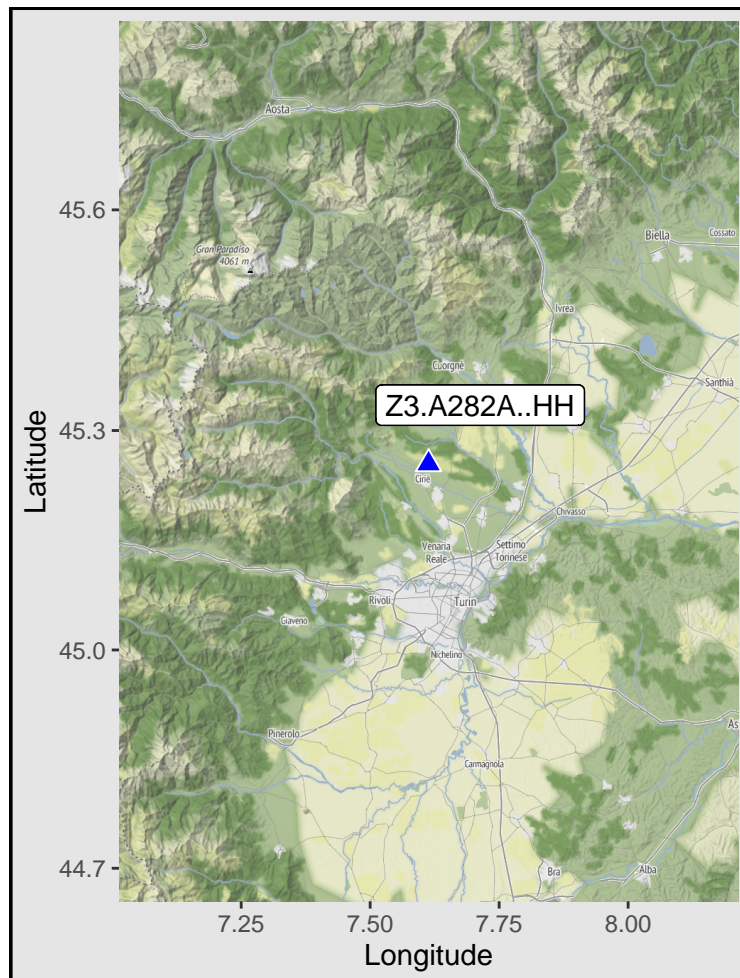 Aosta
45.6
Biella
Cossato
Gran Paradiso
4061 m
Ivrea
Cuorgnè
Santhià
Z3.A282A..HH
45.3
Ciriè
Chivasso
Venaria
Reale
Settimo
Torinese
Rivoli
Turin
Giaveno
45.0
Nichelino
As
Pinerolo
Carmagnola
44.7
Bra
Alba
7.25
7.50
7.75
8.00
Longitude
Latitude